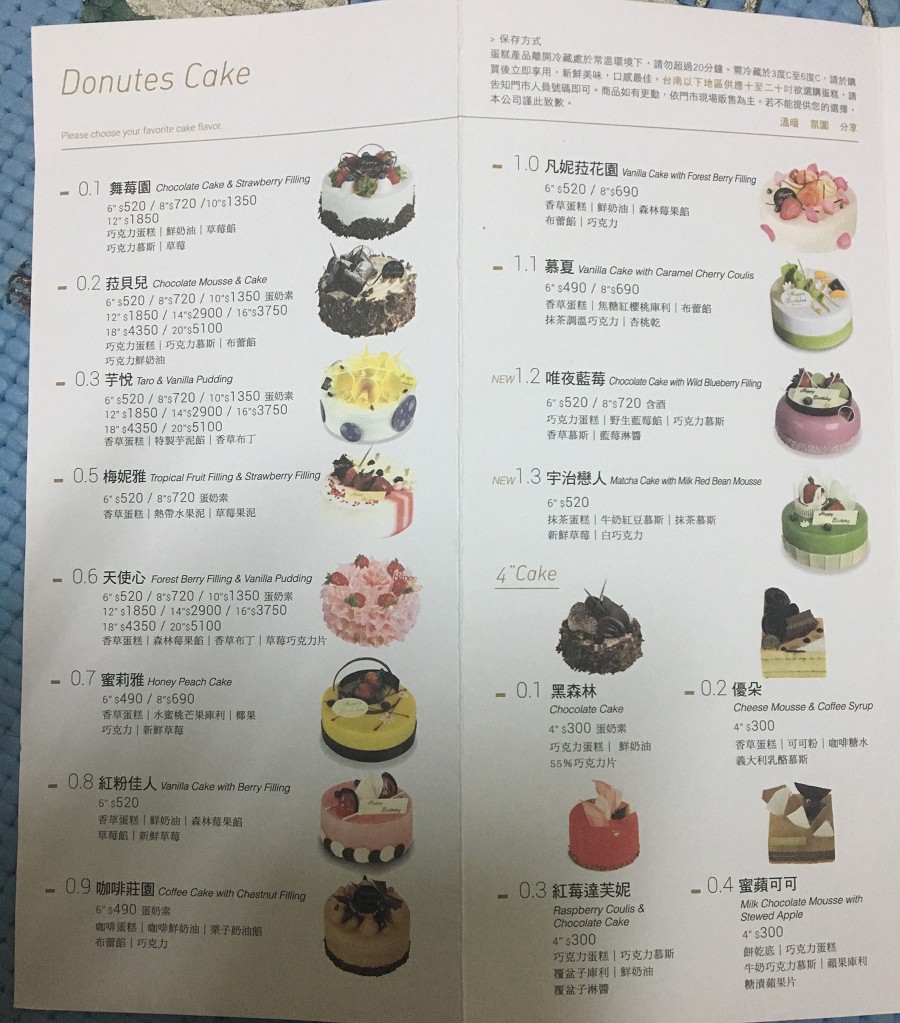 Donutes Cake
Please choose your favorite cake flavor.
0.1 舞莓園 Chocolate Cake & Strawberry Filling
6" $520 / 8"$720 /10"$1350
12" $1850
巧克力蛋糕｜鮮奶油｜草莓餡
巧克力慕斯｜草莓
0.2 菈貝兒 Chocolate Mousse & Cake
6" $520 / 8"$720 / 10"$1350 蛋奶素
12" $1850 / 14"$2900 / 16"$3750
18" $4350 / 20"$5100
巧克力蛋糕｜巧克力慕斯｜布蕾餡
巧克力鮮奶油
0.3 芋悅 Taro & Vanilla Pudding
6" $520 / 8"$720 / 10"$1350 蛋奶素
12" $1850 / 14"$2900 / 16"$3750
18" $4350 / 20"$5100
香草蛋糕｜特製芋泥餡｜香草布丁
0.5 梅妮雅 Tropical Fruit Filling & Strawberry Filling
6" $520 / 8"$720 蛋奶素
香草蛋糕｜熱帶水果泥｜草莓果泥
0.6 天使心 Forest Berry Filling & Vanilla Pudding
6" $520 / 8"$720 / 10"$1350 蛋奶素
12" $1850 / 14"$2900 / 16"$3750
18" $4350 / 20"$5100
香草蛋糕｜森林莓果餡｜香草布丁｜草莓巧克力片
0.7 蜜莉雅 Honey Peach Cake
6" $490 / 8"$690
香草蛋糕｜水蜜桃芒果庫利｜椰果
巧克力｜新鮮草莓
0.8 紅粉佳人 Vanilla Cake with Berry Filling
6" $520
香草蛋糕｜鮮奶油｜森林莓果餡
草莓餡｜新鮮草莓
0.9 咖啡莊園 Coffee Cake with Chestnut Filling
6" $490 蛋奶素
咖啡蛋糕｜咖啡鮮奶油｜栗子奶油餡
布蕾餡｜巧克力
> 保存方式
蛋糕產品離開冷藏處於常溫環境下，請勿超過20分鐘。需冷藏於3度C至6度C，請於購
買後立即享用，新鮮美味，口感最佳。台南以下地區供應十至二十吋欲選購蛋糕，請
告知門市人員號碼即可。商品如有更動，依門市現場販售為主。若不能提供您的選擇，
本公司謹此致歉。
溫暖 氛圍 分享
1.0 凡妮菈花園 Vanilla Cake with Forest Berry Filling
6" $520 / 8"$690
香草蛋糕｜鮮奶油｜森林莓果餡
布蕾餡｜巧克力
1.1 慕夏 Vanilla Cake with Caramel Cherry Coulis
6" $490 / 8"$690
香草蛋糕｜焦糖紅櫻桃庫利｜布蕾餡
抹茶調溫巧克力｜杏桃乾
NEW 1.2 唯夜藍莓 Chocolate Cake with Wild Blueberry Filling
6" $520 / 8"$720 含酒
巧克力蛋糕｜野生藍莓餡｜巧克力慕斯
香草慕斯｜藍莓淋醬
NEW 1.3 宇治戀人 Matcha Cake with Milk Red Bean Mousse
6" $520
抹茶蛋糕｜牛奶紅豆慕斯｜抹茶慕斯
新鮮草莓｜白巧克力
4"Cake
0.1 黑森林
Chocolate Cake
4" $300 蛋奶素
巧克力蛋糕｜ 鮮奶油
55%巧克力片
0.2 優朵
Cheese Mousse & Coffee Syrup
4" $300
香草蛋糕｜可可粉｜咖啡糖水
義大利乳酪慕斯
0.3 紅莓達芙妮
Raspberry Coulis &
Chocolate Cake
4" $300
巧克力蛋糕｜巧克力慕斯
覆盆子庫利｜鮮奶油
覆盆子淋醬
0.4 蜜蘋可可
Milk Chocolate Mousse with
Stewed Apple
4" $300
餅乾底｜巧克力蛋糕
牛奶巧克力慕斯｜蘋果庫利
糖漬蘋果片